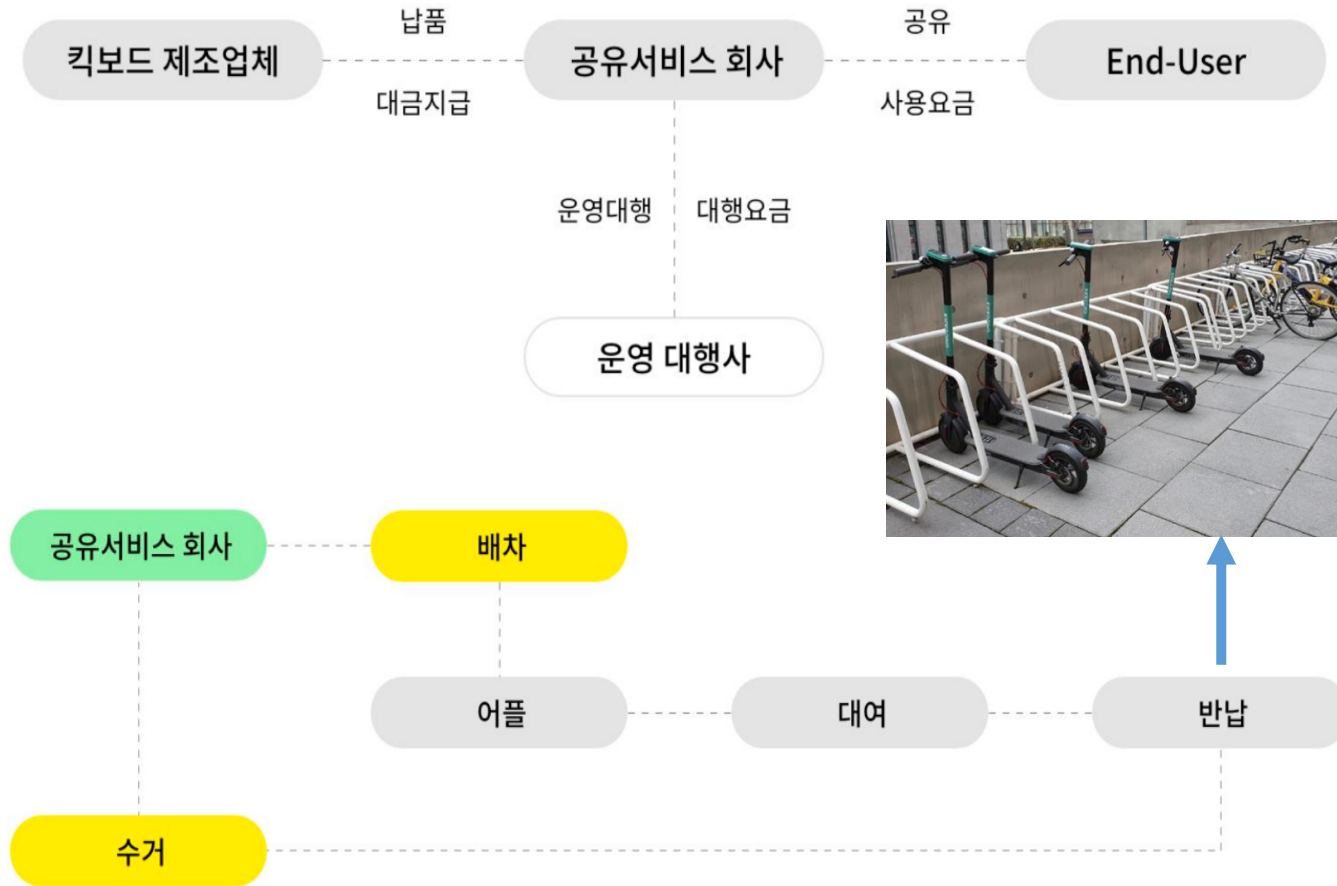 납품
공유
킥보드 제조업체
공유서비스 회사
End-User
대금지급
사용요금
운영대행
대행요금
운영 대행사
공유서비스 회사
배차
어플
대여
반납
수거